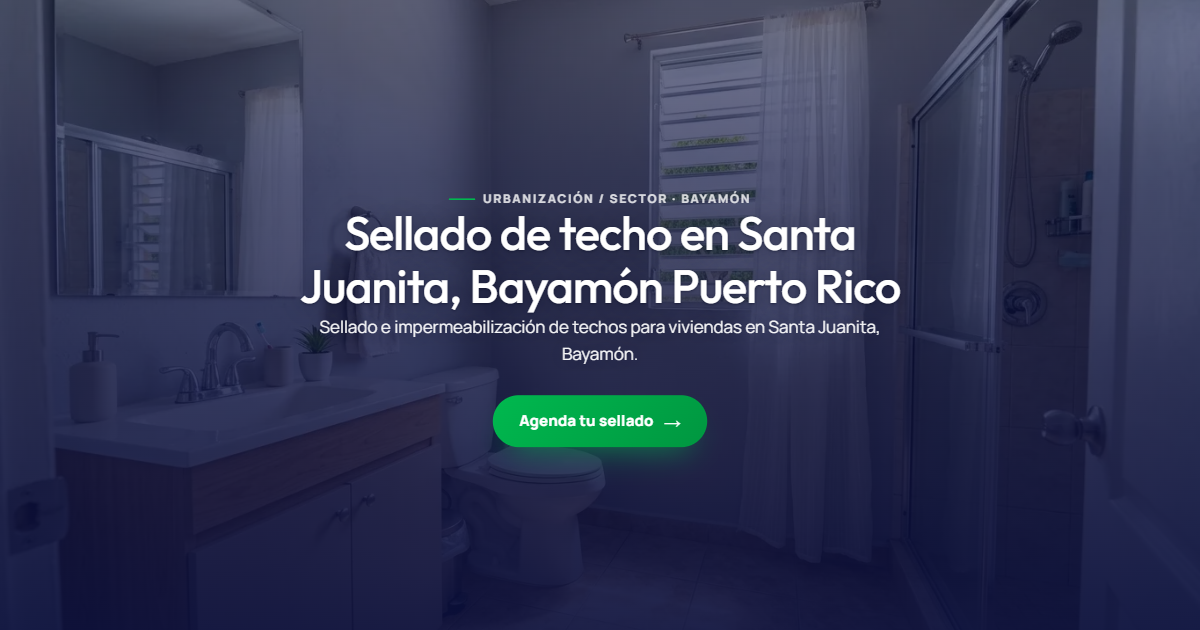 URBANIZACIÓN / SECTOR · BAYAMÓN
Sellado de techo en Santa
Juanita, Bayamón Puerto Rico
Sellado e impermeabilización de techos para viviendas en Santa Juanita,
Bayamón.
Agenda tu sellado →